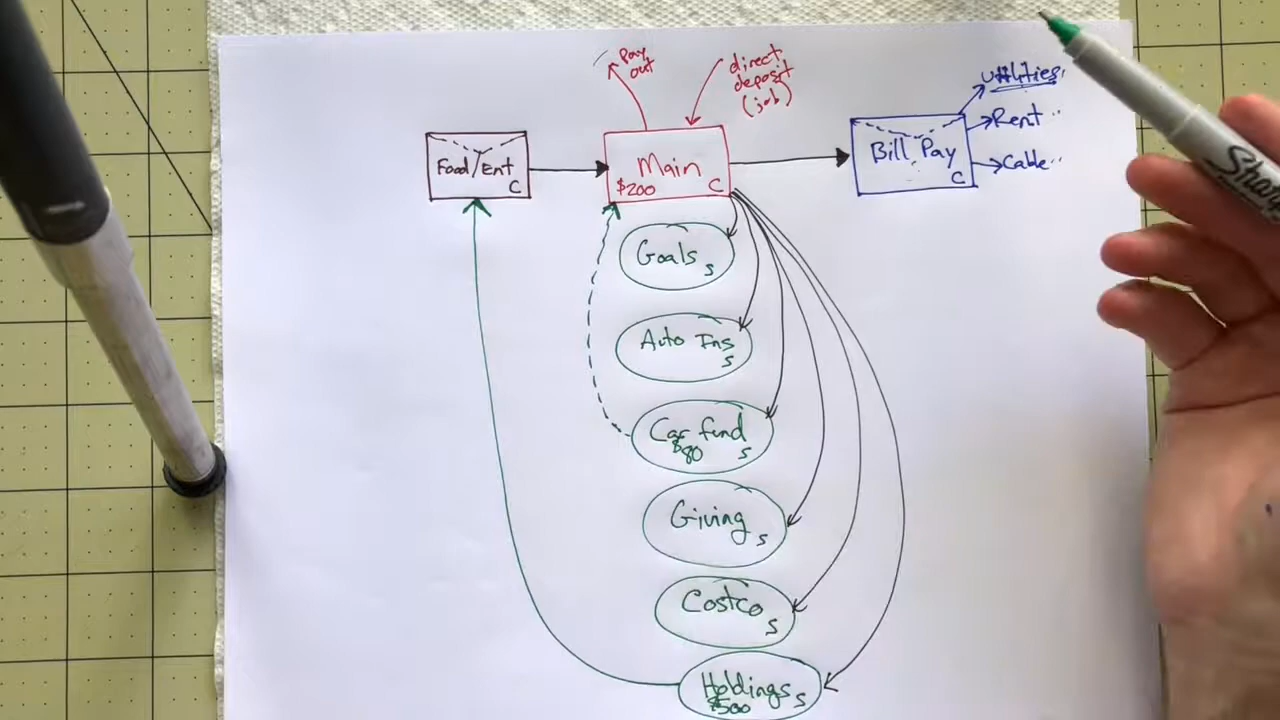 Pay
out
direct
deposit
(job)
Food/Ent
C
Main
$200
C
Bill Pay
C
utilities
Rent..
Cable..
Goals
S
Auto Ins
S
Car fund
$80
S
Giving
S
Costco
S
Holdings
$500
S
Sharp